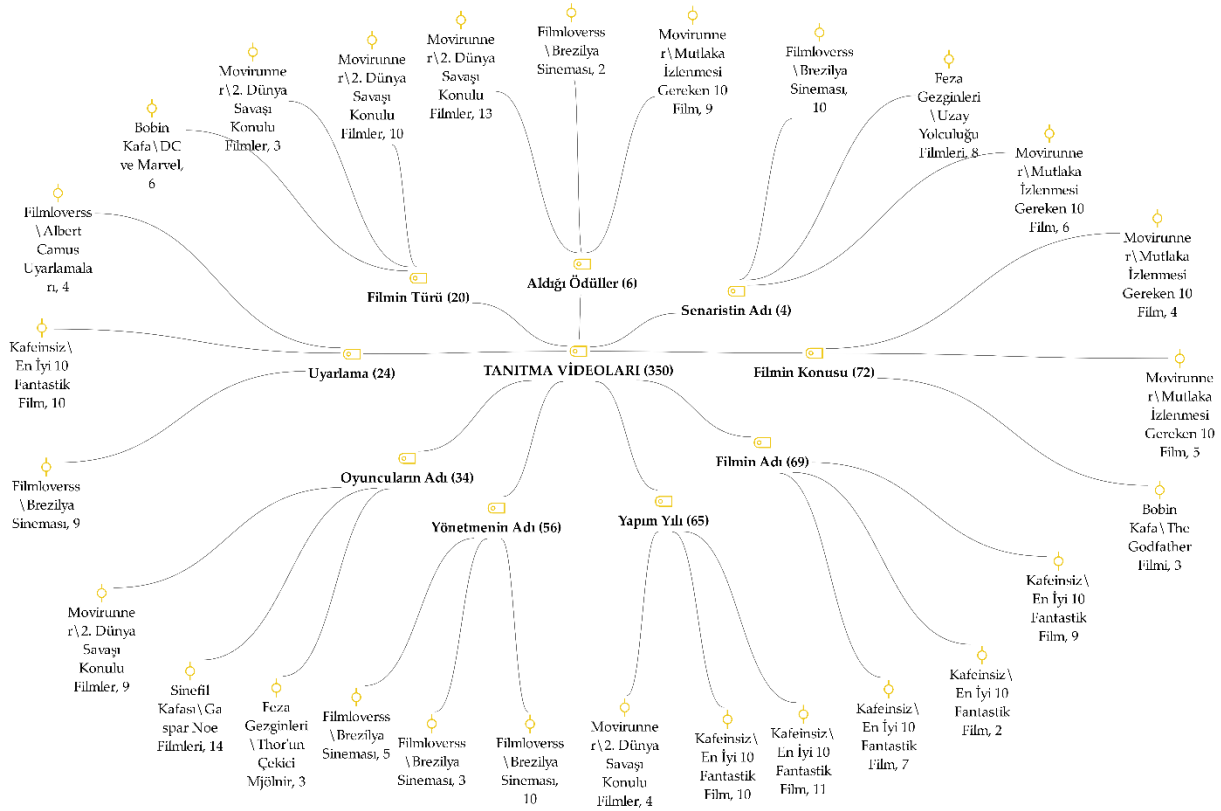 Filmloverss
\Brezilya
Sineması, 2
Movirunne
r\Mutlaka
İzlenmesi
Gereken 10
Film, 9
Movirunne
r\2. Dünya
Savaşı
Konulu
Filmler, 13
Filmloverss
\Brezilya
Sineması,
10
Movirunne
r\2. Dünya
Savaşı
Konulu
Filmler, 10
Movirunne
r\2. Dünya
Savaşı
Konulu
Filmler, 3
Feza
Gezginleri
\Uzay
Yolculuğu
Filmleri, 8
Bobin
Kafa\DC
ve Marvel,
6
Movirunne
r\Mutlaka
İzlenmesi
Gereken 10
Film, 6
Filmloverss
\Albert
Camus
Uyarlamala
rı, 4
Movirunne
r\Mutlaka
İzlenmesi
Gereken 10
Film, 4
Filmin Türü (20)
Aldığı Ödüller (6)
Senaristin Adı (4)
Kafeinsiz\
En İyi 10
Fantastik
Film, 10
Uyarlama (24)
TANITMA VİDEOLARI (350)
Filmin Konusu (72)
Movirunne
r\Mutlaka
İzlenmesi
Gereken 10
Film, 5
Filmloverss
\Brezilya
Sineması, 9
Oyuncuların Adı (34)
Yönetmenin Adı (56)
Yapım Yılı (65)
Filmin Adı (69)
Bobin
Kafa\The
Godfather
Filmi, 3
Kafeinsiz\
En İyi 10
Fantastik
Film, 9
Movirunne
r\2. Dünya
Savaşı
Konulu
Filmler, 9
Sinefil
Kafası\Ga
spar Noe
Filmleri, 14
Feza
Gezginleri
\Thor'un
Çekici
Mjölnir, 3
Filmloverss
\Brezilya
Sineması, 5
Filmloverss
\Brezilya
Sineması, 3
Filmloverss
\Brezilya
Sineması,
10
Movirunne
r\2. Dünya
Savaşı
Konulu
Filmler, 4
Kafeinsiz\
En İyi 10
Fantastik
Film, 10
Kafeinsiz\
En İyi 10
Fantastik
Film, 11
Kafeinsiz\
En İyi 10
Fantastik
Film, 7
Kafeinsiz\
En İyi 10
Fantastik
Film, 2